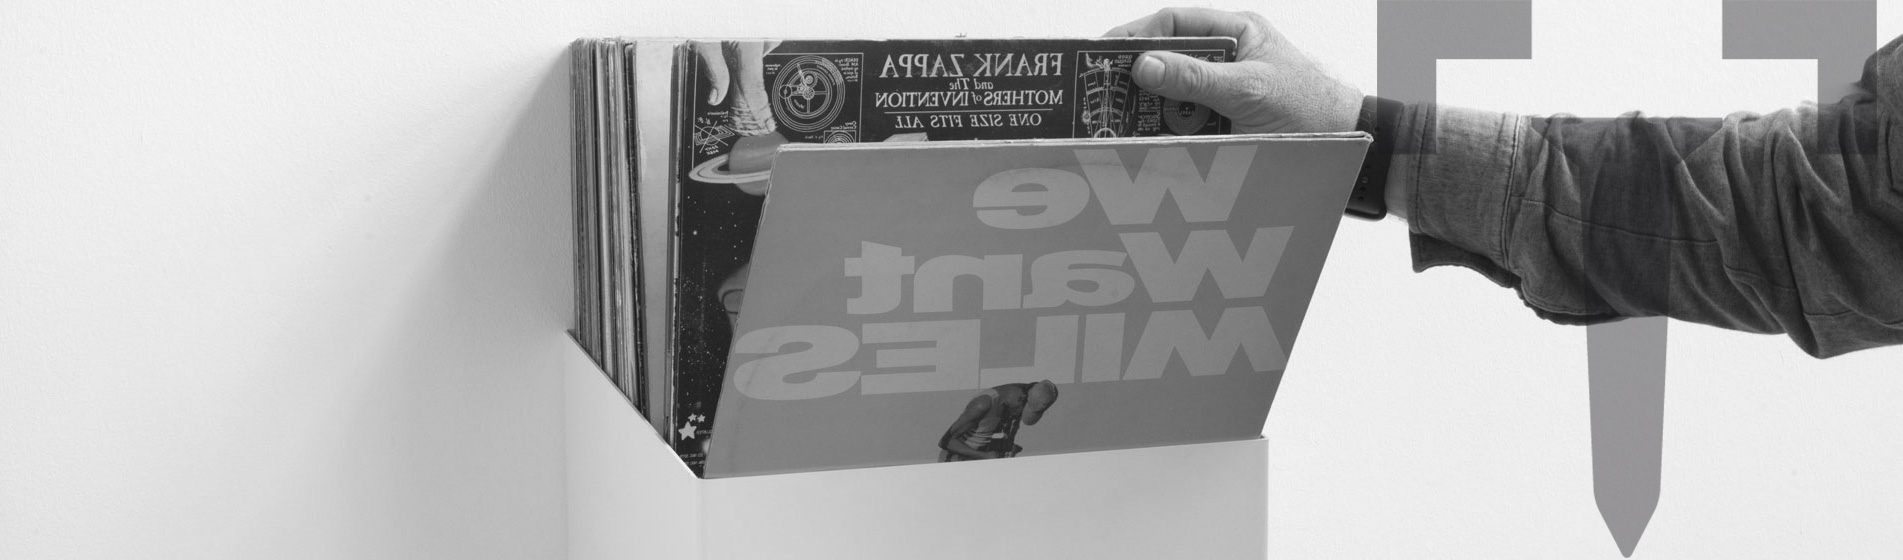 FRANK ZAPPA
and The
MOTHERS of INVENTION
ONE SIZE FITS ALL
We
Want
MILES